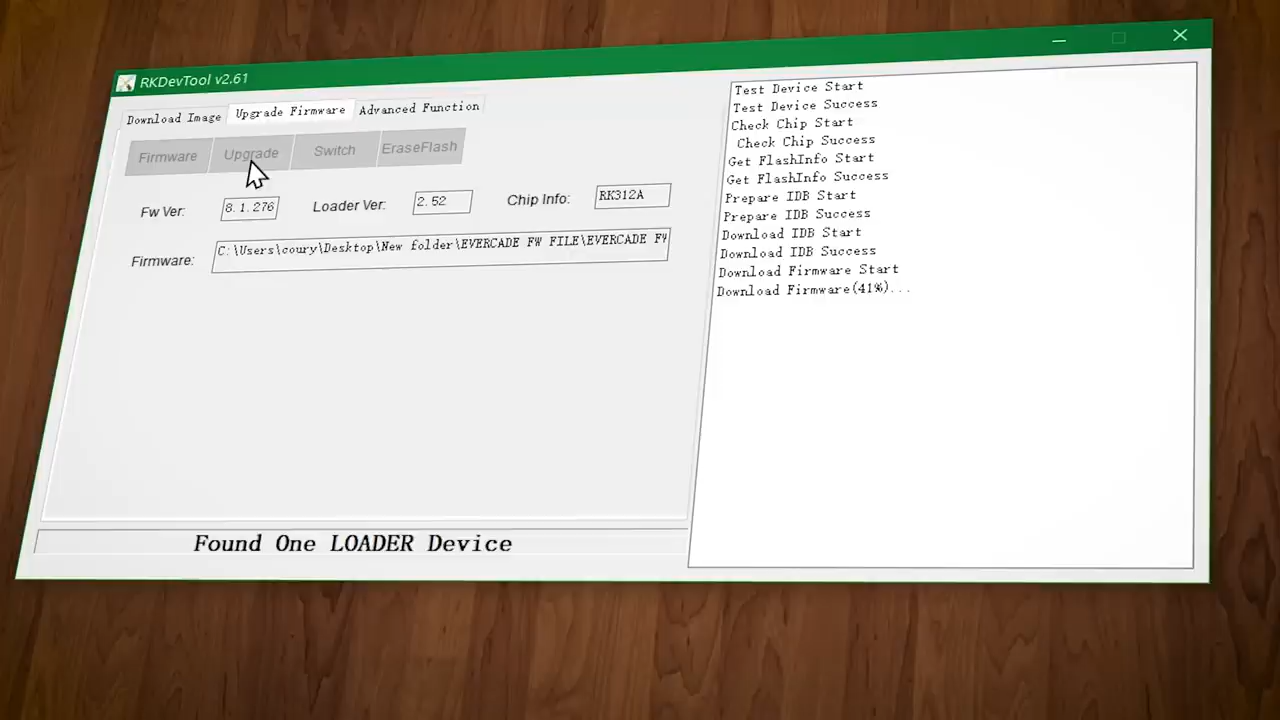 RKDevTool v2.61
Download Image Upgrade Firmware Advanced Function
Firmware Upgrade Switch EraseFlash
Fw Ver: 8.1.276 Loader Ver: 2.52 Chip Info: RK312A
Firmware: C:\Users\coury\Desktop\New folder\EVERCADE FW FILE\EVERCADE FW
Found One LOADER Device
Test Device Start
Test Device Success
Check Chip Start
Check Chip Success
Get FlashInfo Start
Get FlashInfo Success
Prepare IDB Start
Prepare IDB Success
Download IDB Start
Download IDB Success
Download Firmware Start
Download Firmware(41%)...